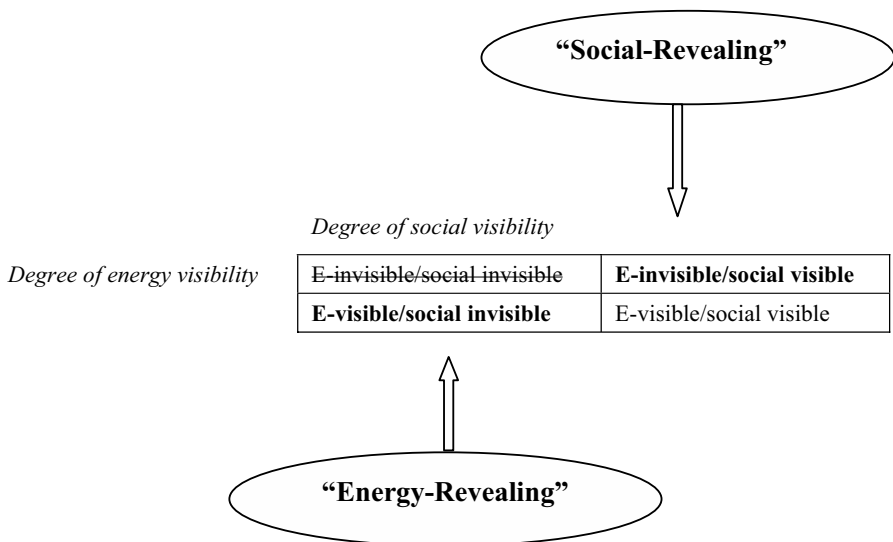 “Social-Revealing”
Degree of social visibility
Degree of energy visibility
E-invisible/social invisible
E-invisible/social visible
E-visible/social invisible
E-visible/social visible
“Energy-Revealing”